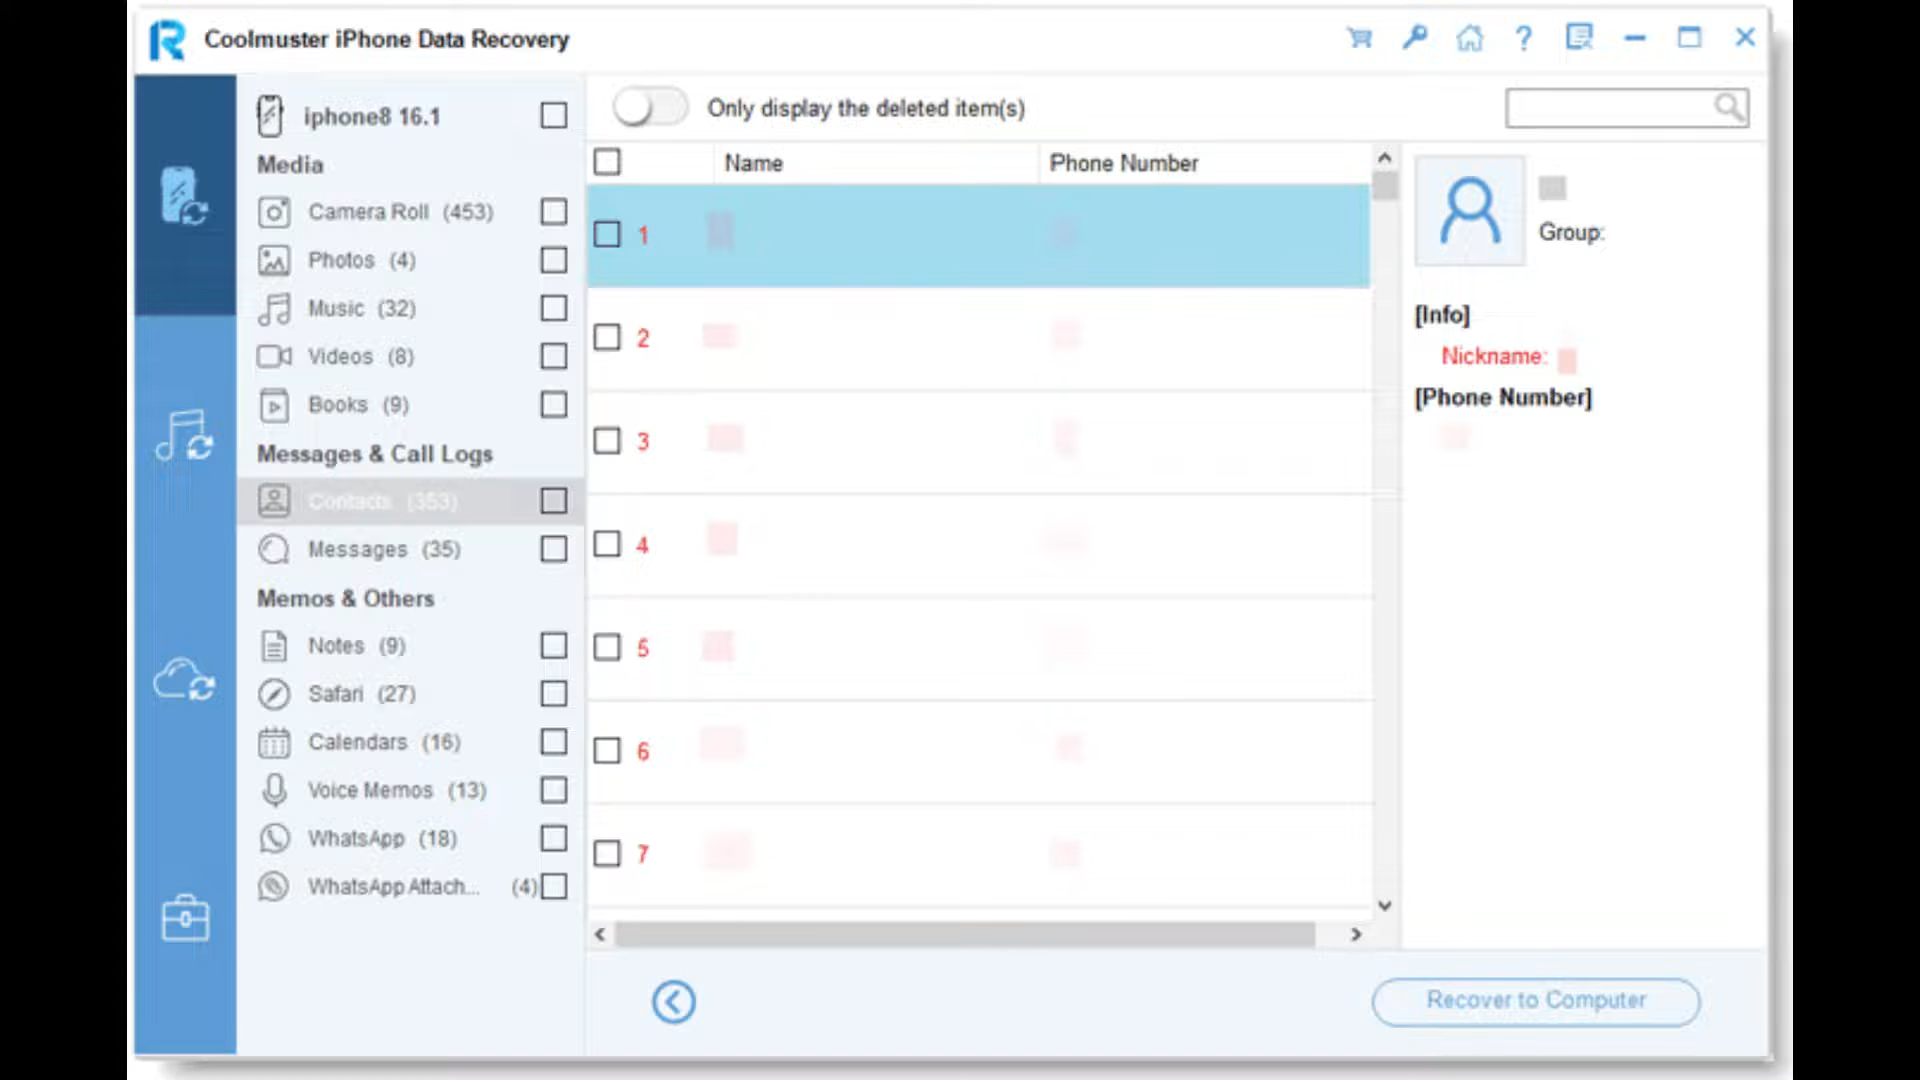 Coolmuster iPhone Data Recovery
iphone8 16.1
Media
Camera Roll (453)
Photos (4)
Music (32)
Videos (8)
Books (9)
Messages & Call Logs
Contacts (353)
Messages (35)
Memos & Others
Notes (9)
Safari (27)
Calendars (16)
Voice Memos (13)
WhatsApp (18)
WhatsApp Attach... (4)
Only display the deleted item(s)
Name Phone Number
1
2
3
4
5
6
7
Group:
[Info]
Nickname:
[Phone Number]
Recover to Computer